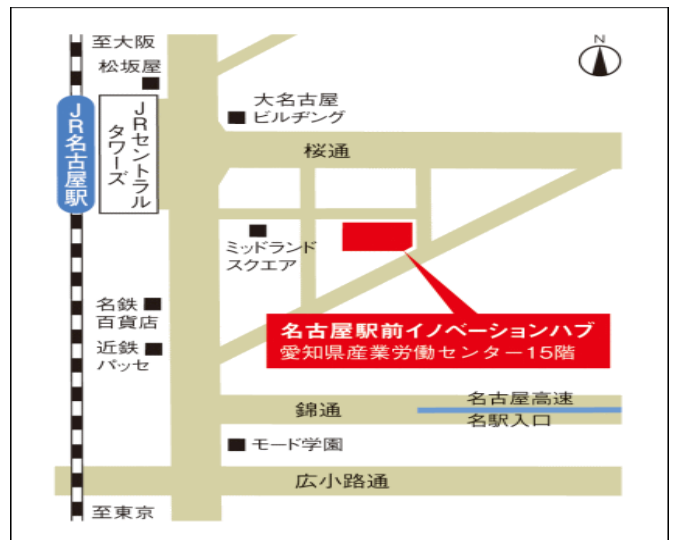 至大阪
松坂屋
N
大名古屋
ビルヂング
JR名古屋駅
JRセントラル
タワーズ
桜通
ミッドランド
スクエア
名鉄
百貨店
近鉄
パッセ
名古屋駅前イノベーションハブ
愛知県産業労働センター15階
名古屋高速
名駅入口
錦通
モード学園
広小路通
至東京